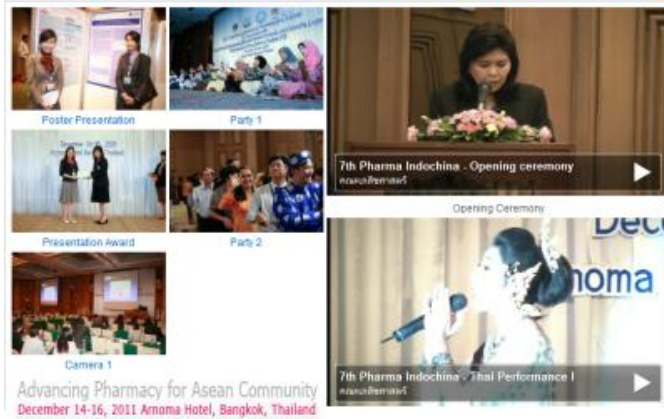 Poster Presentation
Party 1
Presentation Award
Party 2
Camera 1
Advancing Pharmacy for Asean Community
December 14-16, 2011 Arnoma Hotel, Bangkok, Thailand
7th Pharma Indochina - Opening ceremony
คณะเภสัชศาสตร์
Opening Ceremony
Dece
noma
7th Pharma Indochina - Thai Performance I
คณะเภสัชศาสตร์